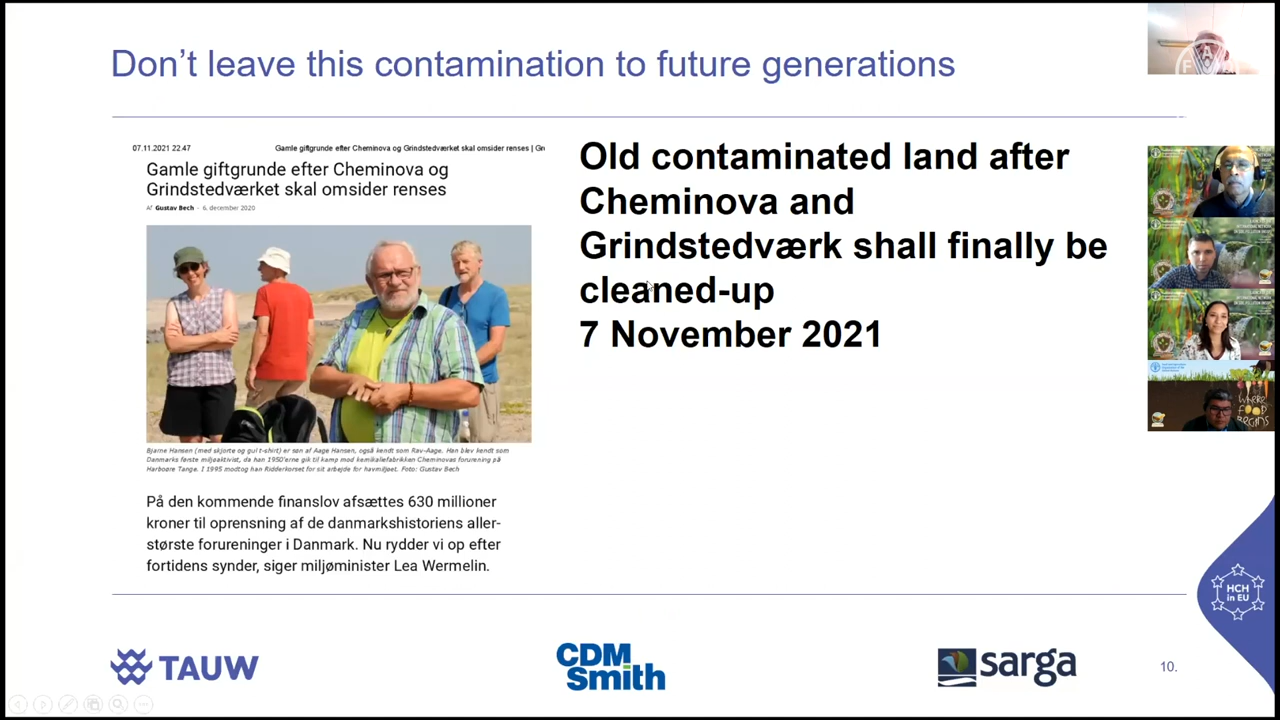 Don't leave this contamination to future generations
07.11.2021 22.47
Gamle giftgrunde efter Cheminova og Grindstedværket skal omsider renses | Gr
Gamle giftgrunde efter Cheminova og
Grindstedværket skal omsider renses
Af Gustav Bech - 6. december 2020
Bjarne Hansen (med skjorte og gul t-shirt) er søn af Aage Hansen, også kendt som Rav-Aage. Han blev kendt som
Danmarks første miljøaktivist, da han 1950'erne gik til kamp mod kemikaliefabrikken Cheminovas forurening på
Harboøre Tange. I 1995 modtog han Ridderkorset for sit arbejde for havmiljøet. Foto: Gustav Bech
På den kommende finanslov afsættes 630 millioner
kroner til oprensning af de danmarkshistoriens aller-
største forureninger i Danmark. Nu rydder vi op efter
fortidens synder, siger miljøminister Lea Wermelin.
Old contaminated land after
Cheminova and
Grindstedværk shall finally be
cleaned-up
7 November 2021
WHERE
FOOD
BEGINS
HCH
in EU
TAUW
CDM
Smith
sarga
10.